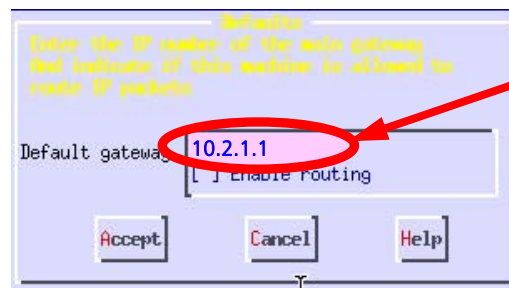 Defaults
Enter the IP number of the main gateway
And indicate if this machine is allowed to
route IP packets
Default gateway 10.2.1.1
[ ] Enable routing
Accept Cancel Help